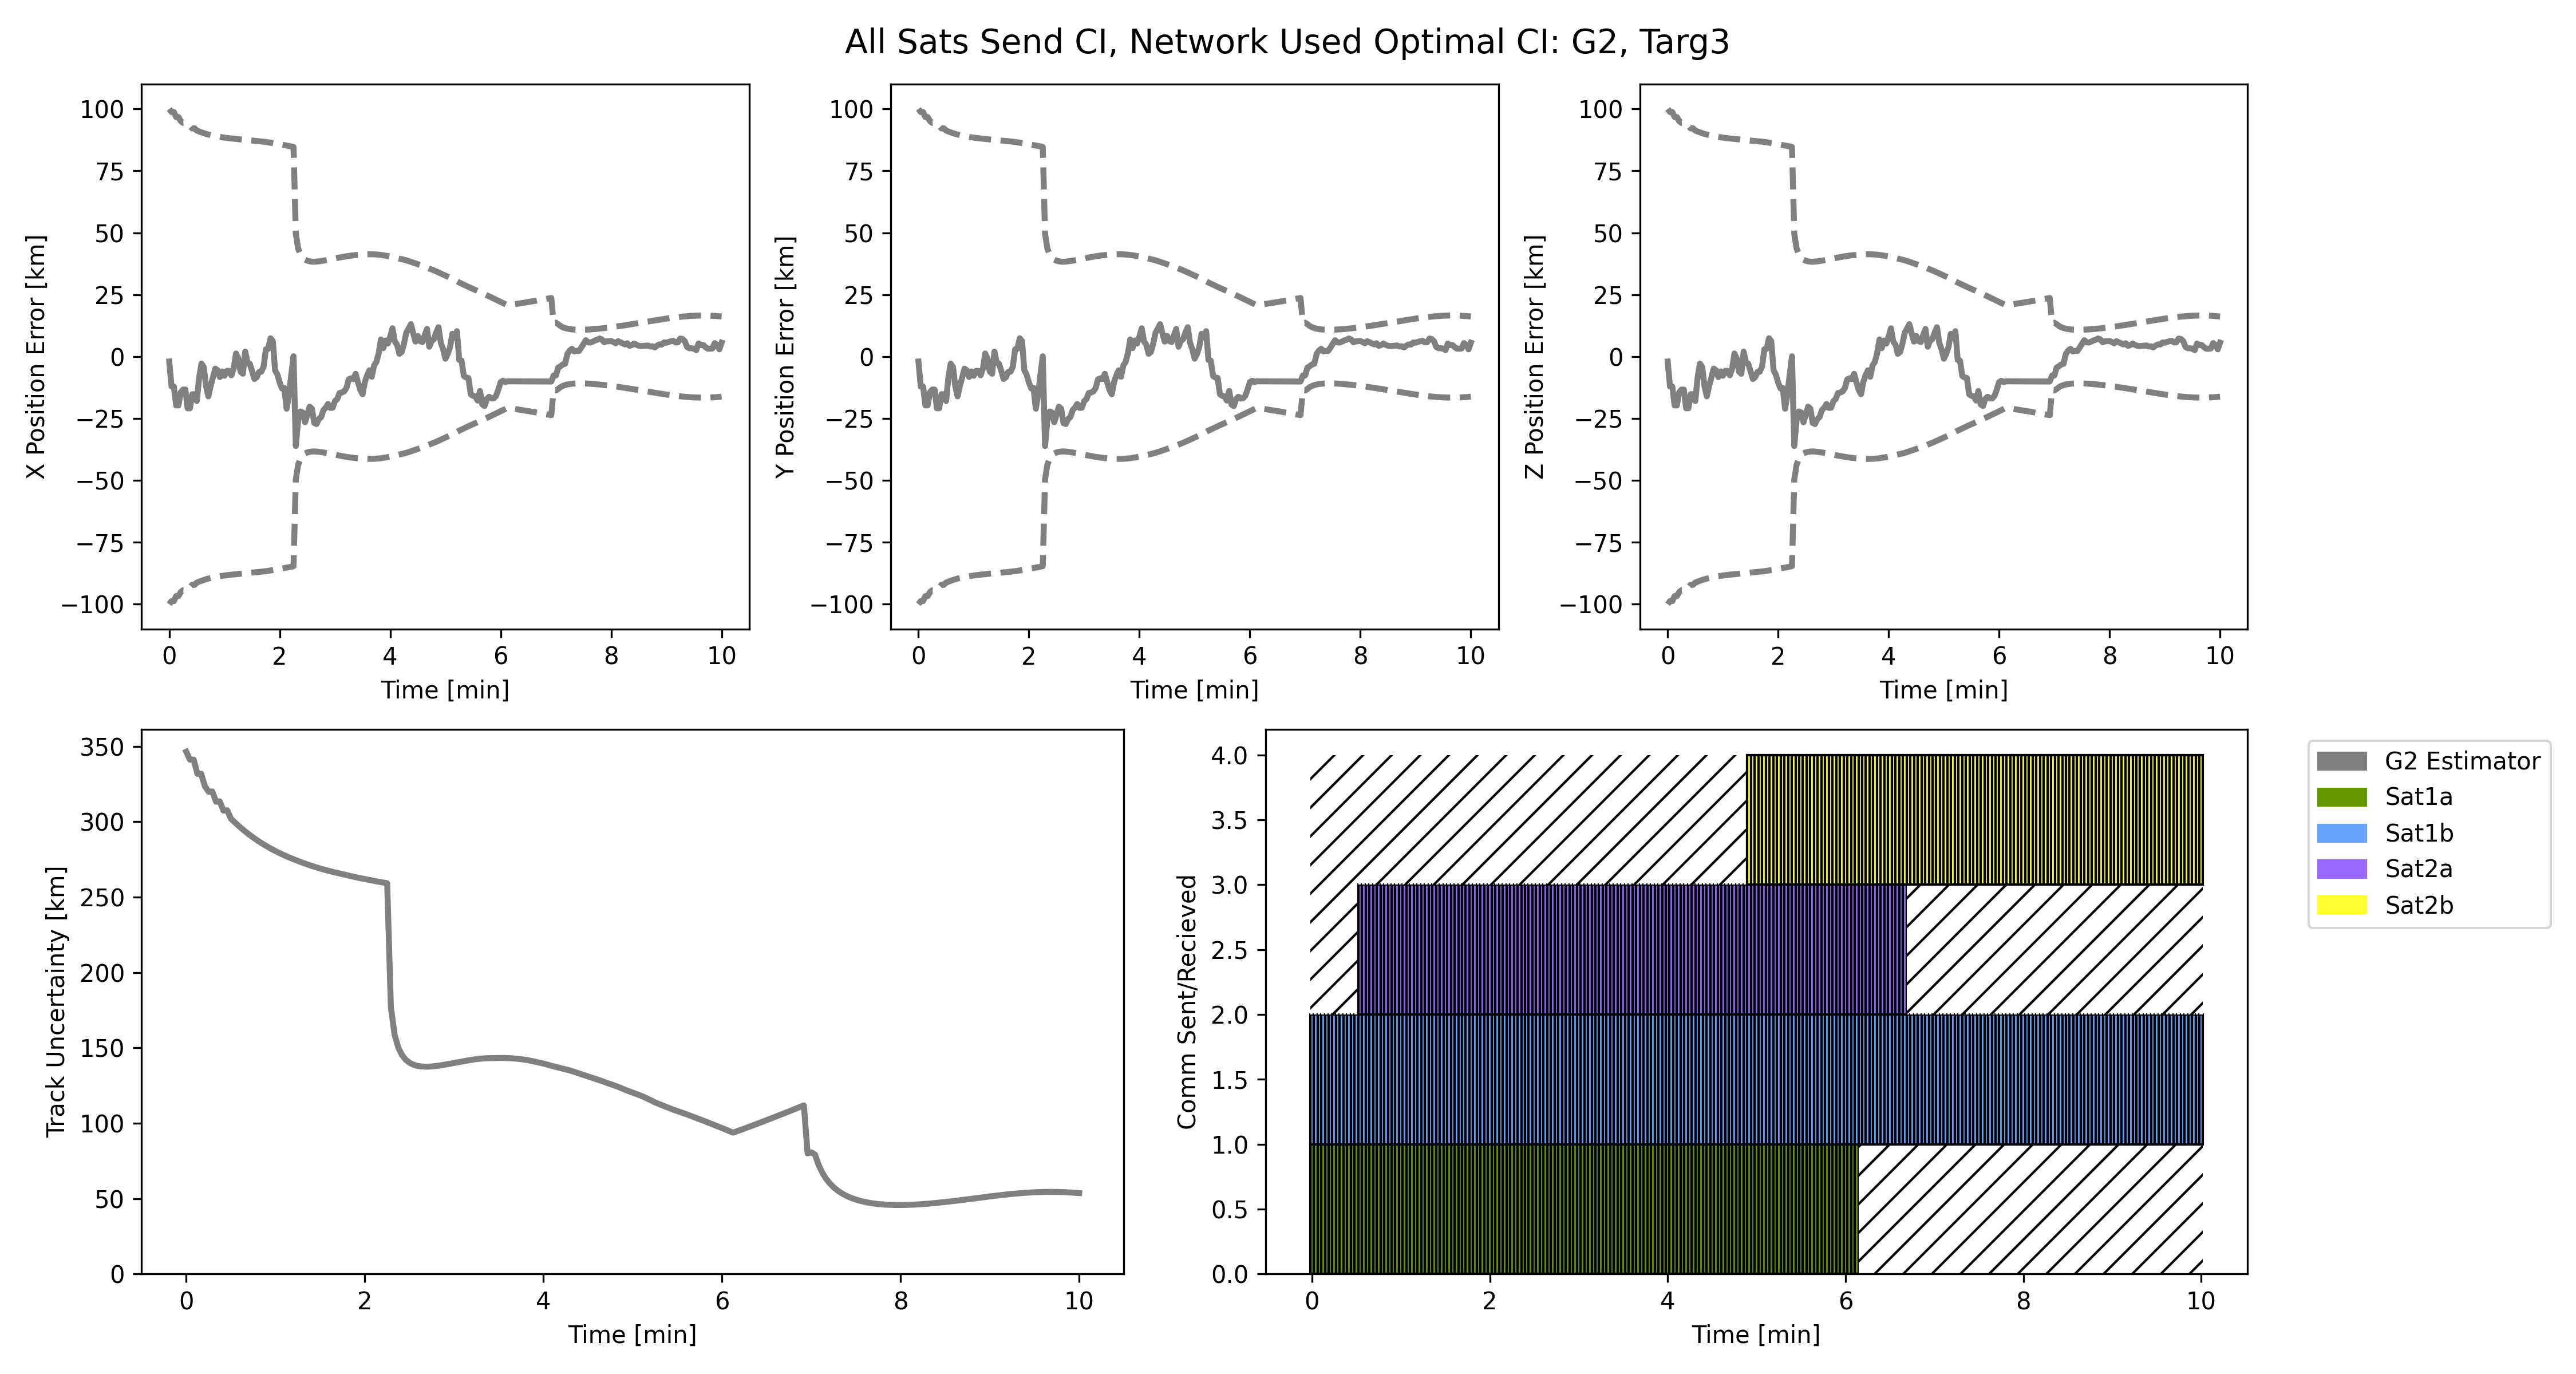 All Sats Send CI, Network Used Optimal CI: G2, Targ3
X Position Error [km]
100
75
50
25
0
−25
−50
−75
−100
0 2 4 6 8 10
Time [min]
Y Position Error [km]
100
75
50
25
0
−25
−50
−75
−100
0 2 4 6 8 10
Time [min]
Z Position Error [km]
100
75
50
25
0
−25
−50
−75
−100
0 2 4 6 8 10
Time [min]
Track Uncertainty [km]
350
300
250
200
150
100
50
0
0 2 4 6 8 10
Time [min]
Comm Sent/Recieved
4.0
3.5
3.0
2.5
2.0
1.5
1.0
0.5
0.0
0 2 4 6 8 10
Time [min]
G2 Estimator
Sat1a
Sat1b
Sat2a
Sat2b